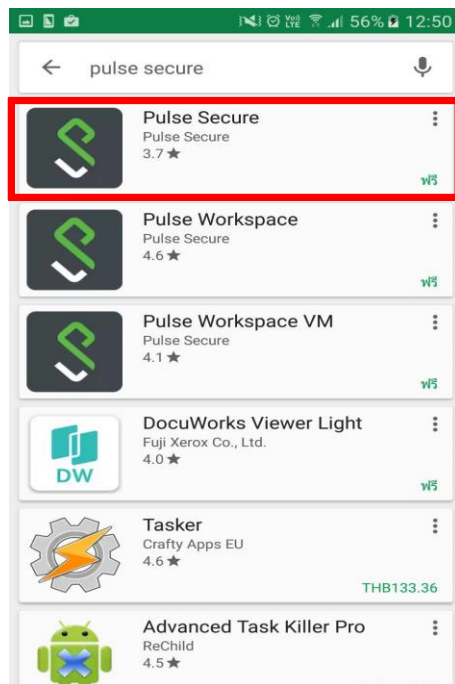 56% 12:50
pulse secure
Pulse Secure
Pulse Secure
3.7 ★
ฟรี
Pulse Workspace
Pulse Secure
4.6 ★
ฟรี
Pulse Workspace VM
Pulse Secure
4.1 ★
ฟรี
DW
DocuWorks Viewer Light
Fuji Xerox Co., Ltd.
4.0 ★
ฟรี
Tasker
Crafty Apps EU
4.6 ★
THB133.36
Advanced Task Killer Pro
ReChild
4.5 ★